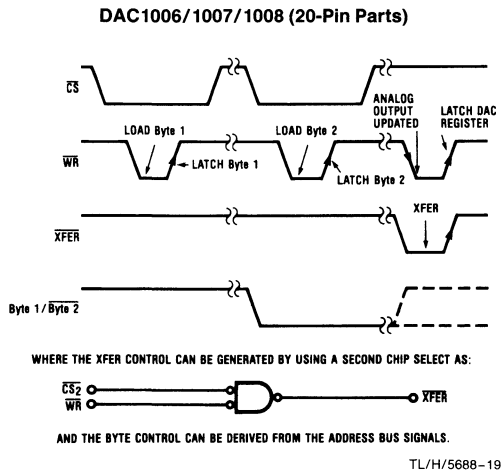 DAC1006/1007/1008 (20-Pin Parts)
CS
ANALOG
OUTPUT
UPDATED
LATCH DAC
REGISTER
LOAD Byte 1
LOAD Byte 2
WR
LATCH Byte 1
LATCH Byte 2
XFER
XFER
Byte 1/Byte 2
WHERE THE XFER CONTROL CAN BE GENERATED BY USING A SECOND CHIP SELECT AS:
CS2
WR
XFER
AND THE BYTE CONTROL CAN BE DERIVED FROM THE ADDRESS BUS SIGNALS.
TL/H/5688-19